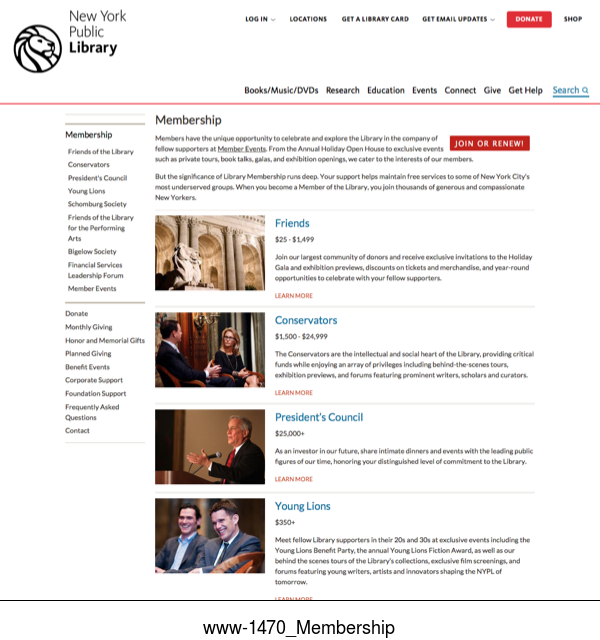 New York
Public
Library
LOG IN
LOCATIONS
GET A LIBRARY CARD
GET EMAIL UPDATES
DONATE
SHOP
Books/Music/DVDs Research Education Events Connect Give Get Help Search
Membership
Friends of the Library
Conservators
President's Council
Young Lions
Schomburg Society
Friends of the Library
for the Performing
Arts
Bigelow Society
Financial Services
Leadership Forum
Member Events
Donate
Monthly Giving
Honor and Memorial Gifts
Planned Giving
Benefit Events
Corporate Support
Foundation Support
Frequently Asked
Questions
Contact
Membership
Members have the unique opportunity to celebrate and explore the Library in the company of
fellow supporters at Member Events. From the Annual Holiday Open House to exclusive events
such as private tours, book talks, galas, and exhibition openings, we cater to the interests of our members.
JOIN OR RENEW!
But the significance of Library Membership runs deep. Your support helps maintain free services to some of New York City's
most underserved groups. When you become a Member of the Library, you join thousands of generous and compassionate
New Yorkers.
Friends
$25 - $1,499
Join our largest community of donors and receive exclusive invitations to the Holiday
Gala and exhibition previews, discounts on tickets and merchandise, and year-round
opportunities to celebrate with your fellow supporters.
LEARN MORE
Conservators
$1,500 - $24,999
The Conservators are the intellectual and social heart of the Library, providing critical
funds while enjoying an array of privileges including behind-the-scenes tours,
exhibition previews, and forums featuring prominent writers, scholars and curators.
LEARN MORE
President's Council
$25,000+
As an investor in our future, share intimate dinners and events with the leading public
figures of our time, honoring your distinguished level of commitment to the Library.
LEARN MORE
Young Lions
$350+
Meet fellow Library supporters in their 20s and 30s at exclusive events including the
Young Lions Benefit Party, the annual Young Lions Fiction Award, as well as our
behind the scenes tours of the Library's collections, exclusive film screenings, and
forums featuring young writers, artists and innovators shaping the NYPL of
tomorrow.
LEARN MORE
www-1470_Membership